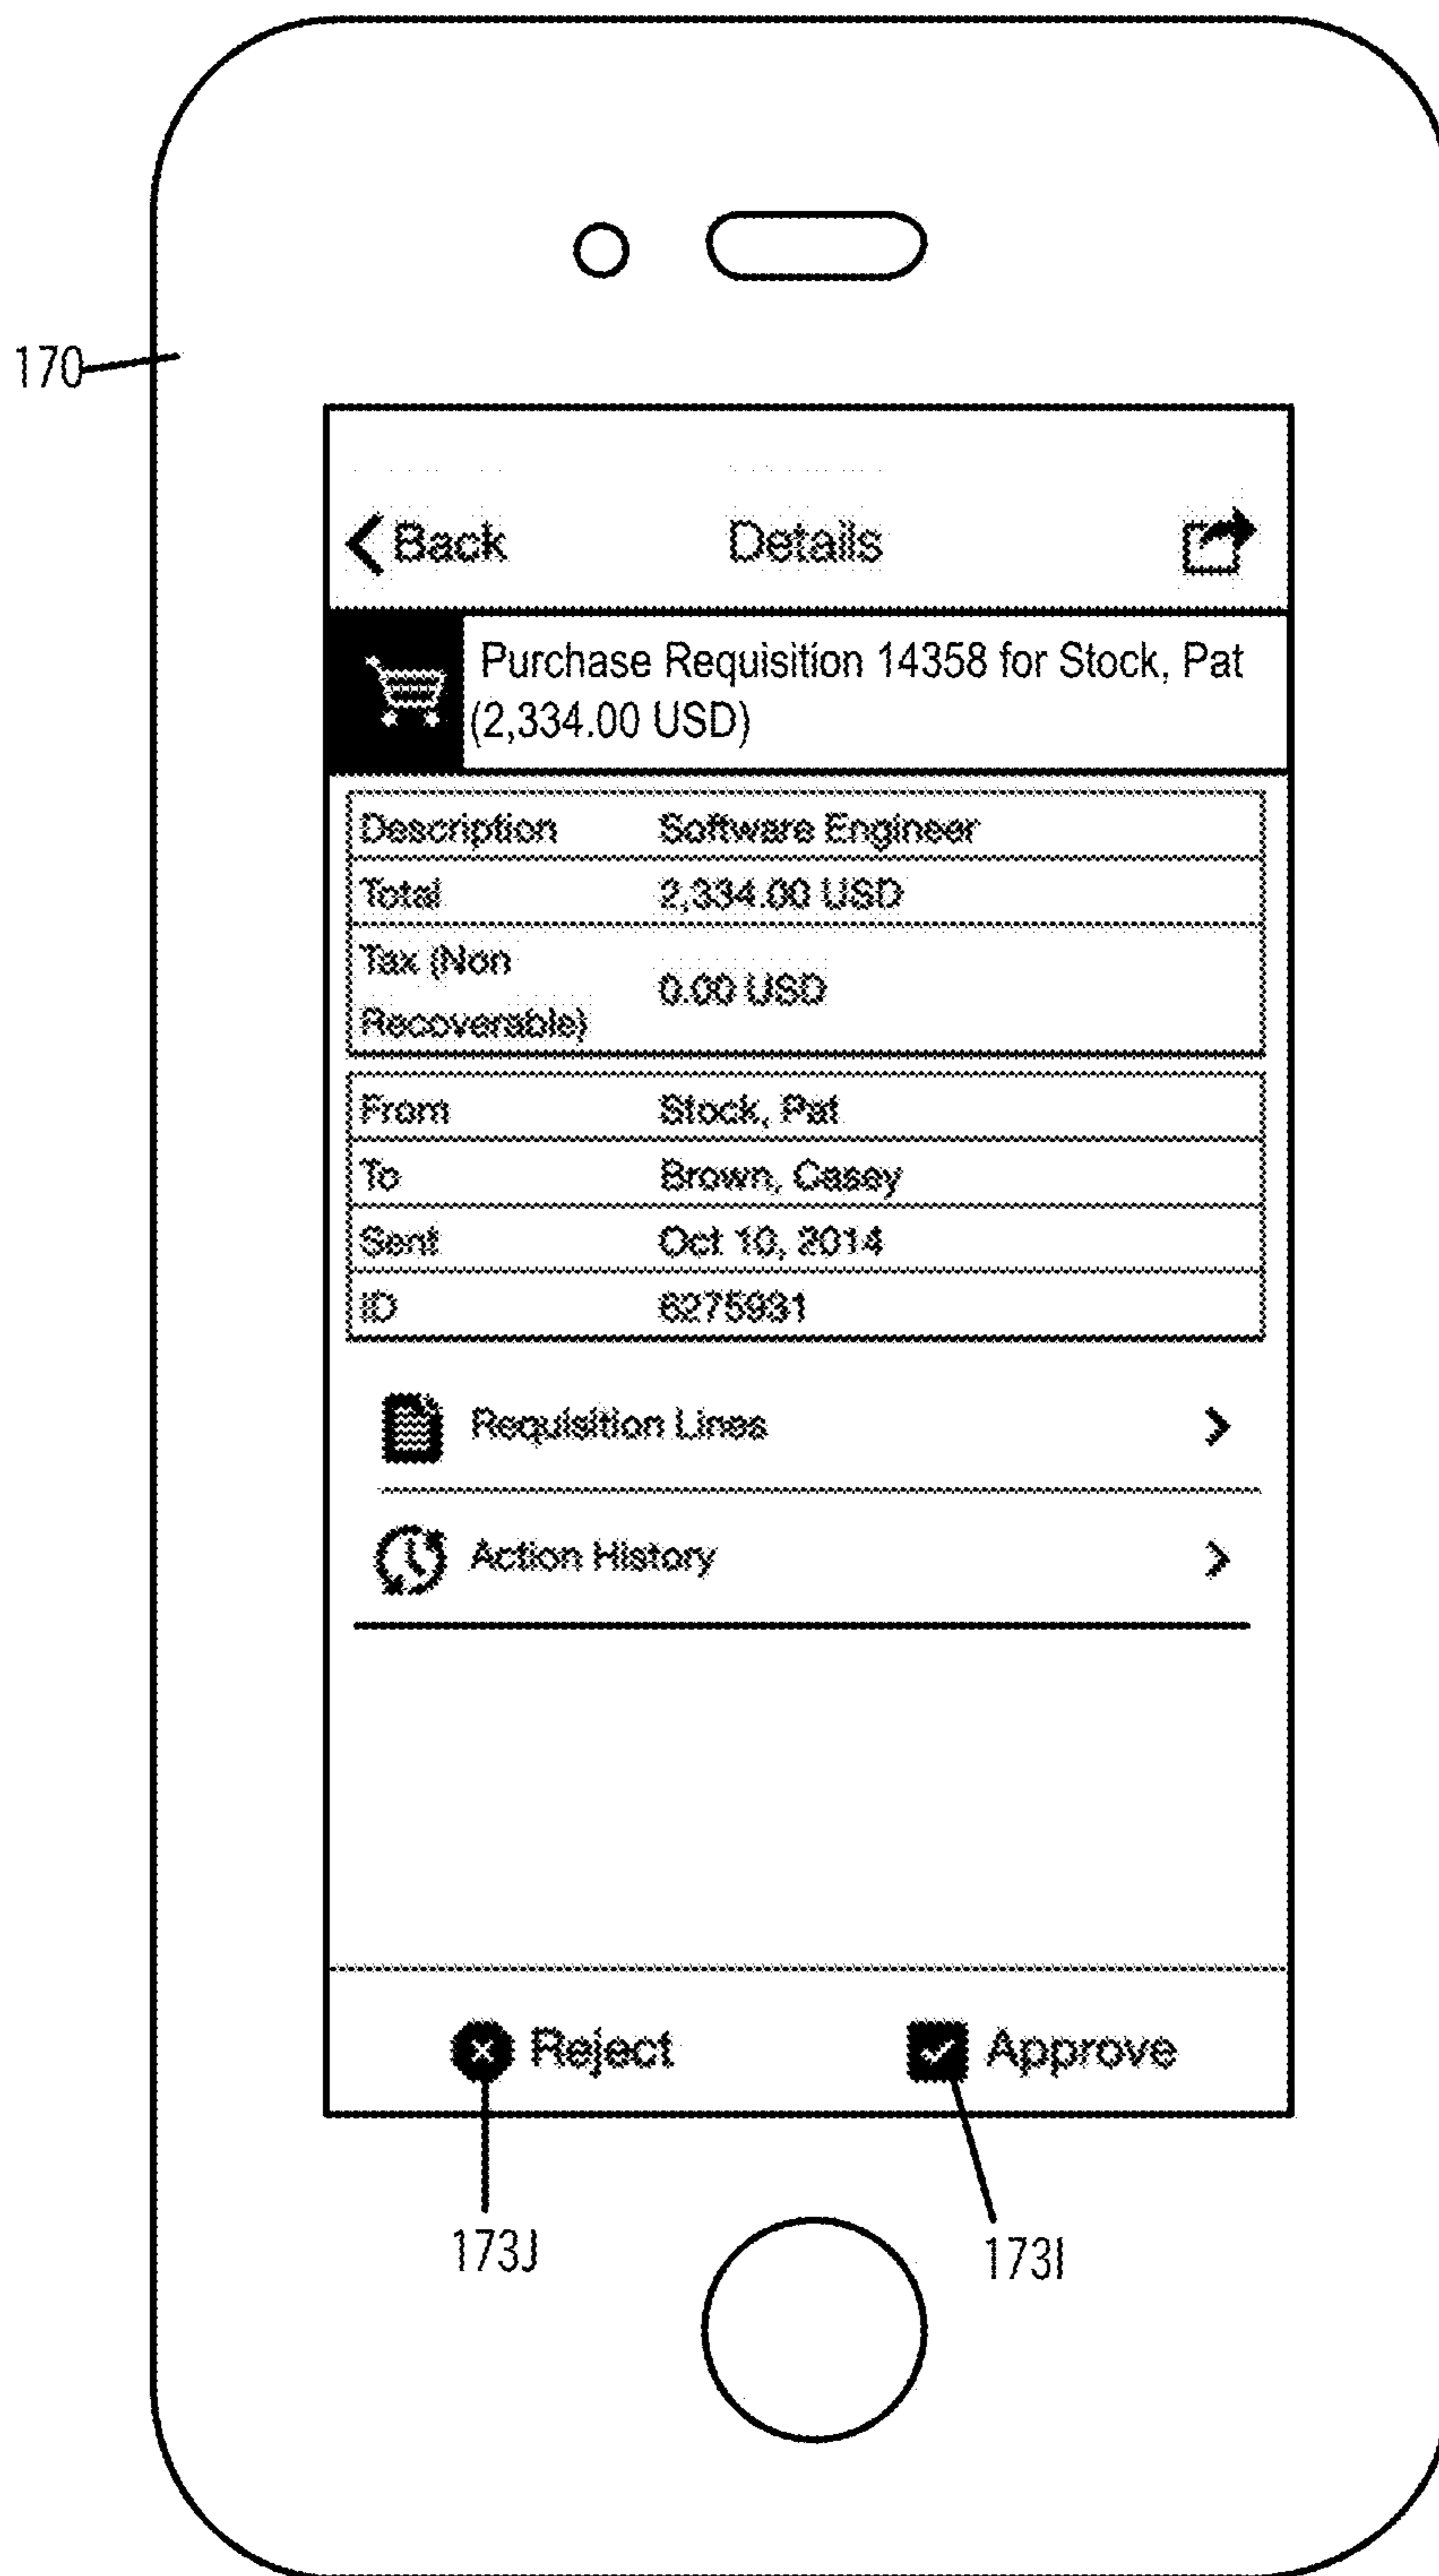 170
Back Details
Purchase Requisition 14358 for Stock, Pat
(2,334.00 USD)
Description Software Engineer
Total 2,334.00 USD
Tax (Non
Recoverable) 0.00 USD
From Stock, Pat
To Brown, Casey
Sent Oct 10, 2014
ID 6275931
Requisition Lines
Action History
Reject Approve
173J 173I